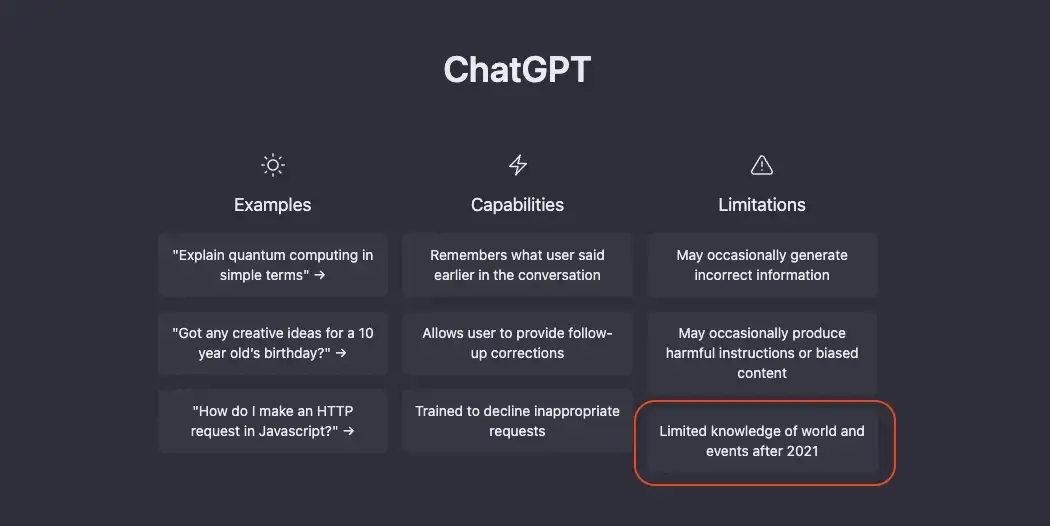 ChatGPT
Examples
"Explain quantum computing in
simple terms" →
"Got any creative ideas for a 10
year old's birthday?" →
"How do I make an HTTP
request in Javascript?" →
Capabilities
Remembers what user said
earlier in the conversation
Allows user to provide follow-
up corrections
Trained to decline inappropriate
requests
Limitations
May occasionally generate
incorrect information
May occasionally produce
harmful instructions or biased
content
Limited knowledge of world and
events after 2021